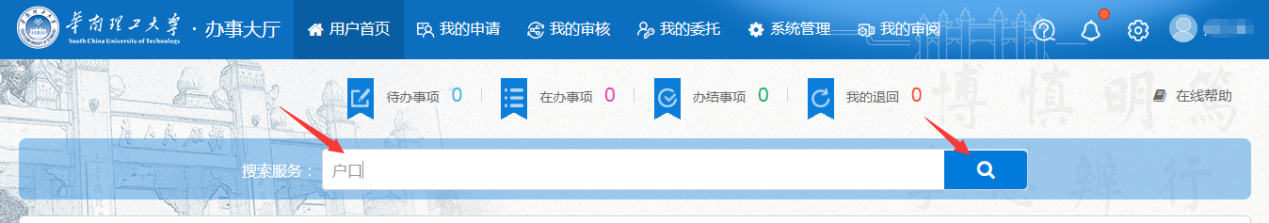 華南理工大學 · 办事大厅 用户首页 我的申请 我的审核 我的委托 系统管理 我的审阅
South China University of Technology
待办事项 0 在办事项 0 办结事项 0 我的退回 0 在线帮助
博慎明篤
搜索服务： 户口
辨行